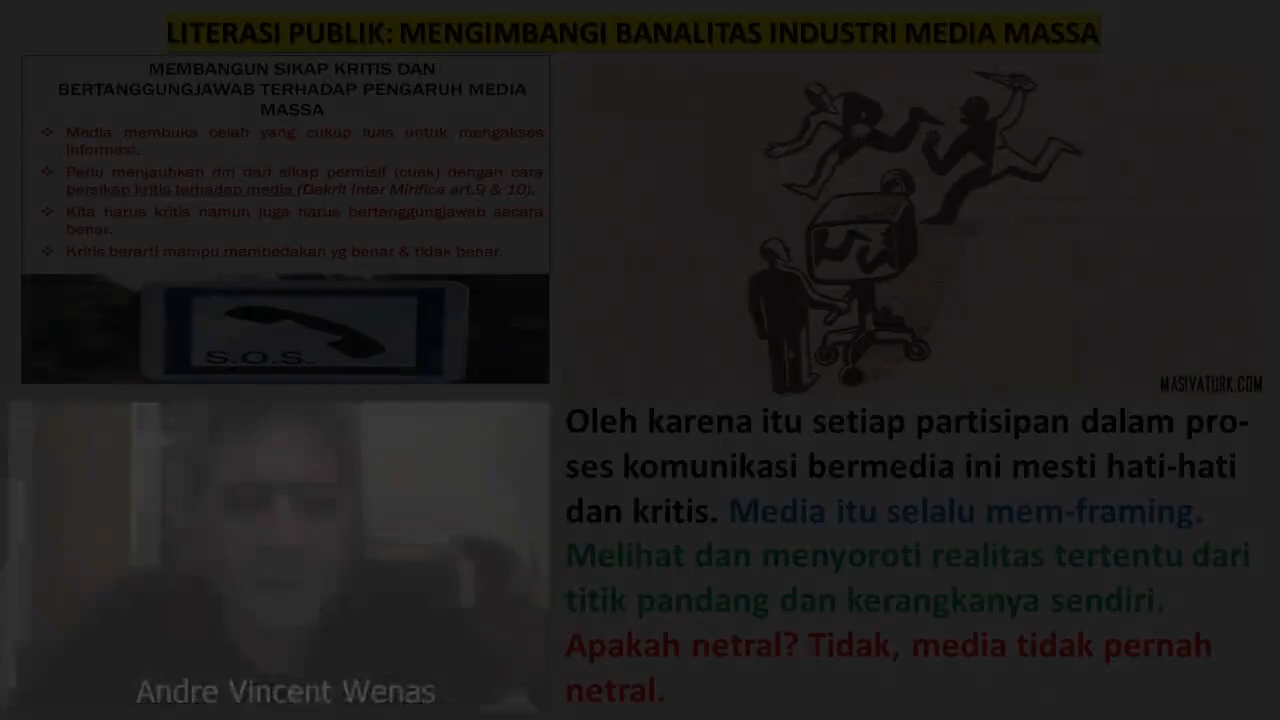 LITERASI PUBLIK: MENGIMBANGI BANALITAS INDUSTRI MEDIA MASSA
MEMBANGUN SIKAP KRITIS DAN
BERTANGGUNGJAWAB TERHADAP PENGARUH MEDIA
MASSA
❖ Media membuka celah yang cukup luas untuk mengakses
informasi.
❖ Perlu menjauhkan diri dari sikap permisif (cuek) dengan cara
persikan kritis terhadap media (Dekrit Inter Mirifica art.9 & 10).
❖ Kita harus kritis namun juga harus bertanggungjawab secara
benar.
❖ Kritis berarti mampu membedakan yg benar & tidak benar.
S.O.S.
MASIVATURK.COM
Oleh karena itu setiap partisipan dalam pro-
ses komunikasi bermedia ini mesti hati-hati
dan kritis. Media itu selalu mem-framing.
Melihat dan menyoroti realitas tertentu dari
titik pandang dan kerangkanya sendiri.
Apakah netral? Tidak, media tidak pernah
netral.
Andre Vincent Wenas